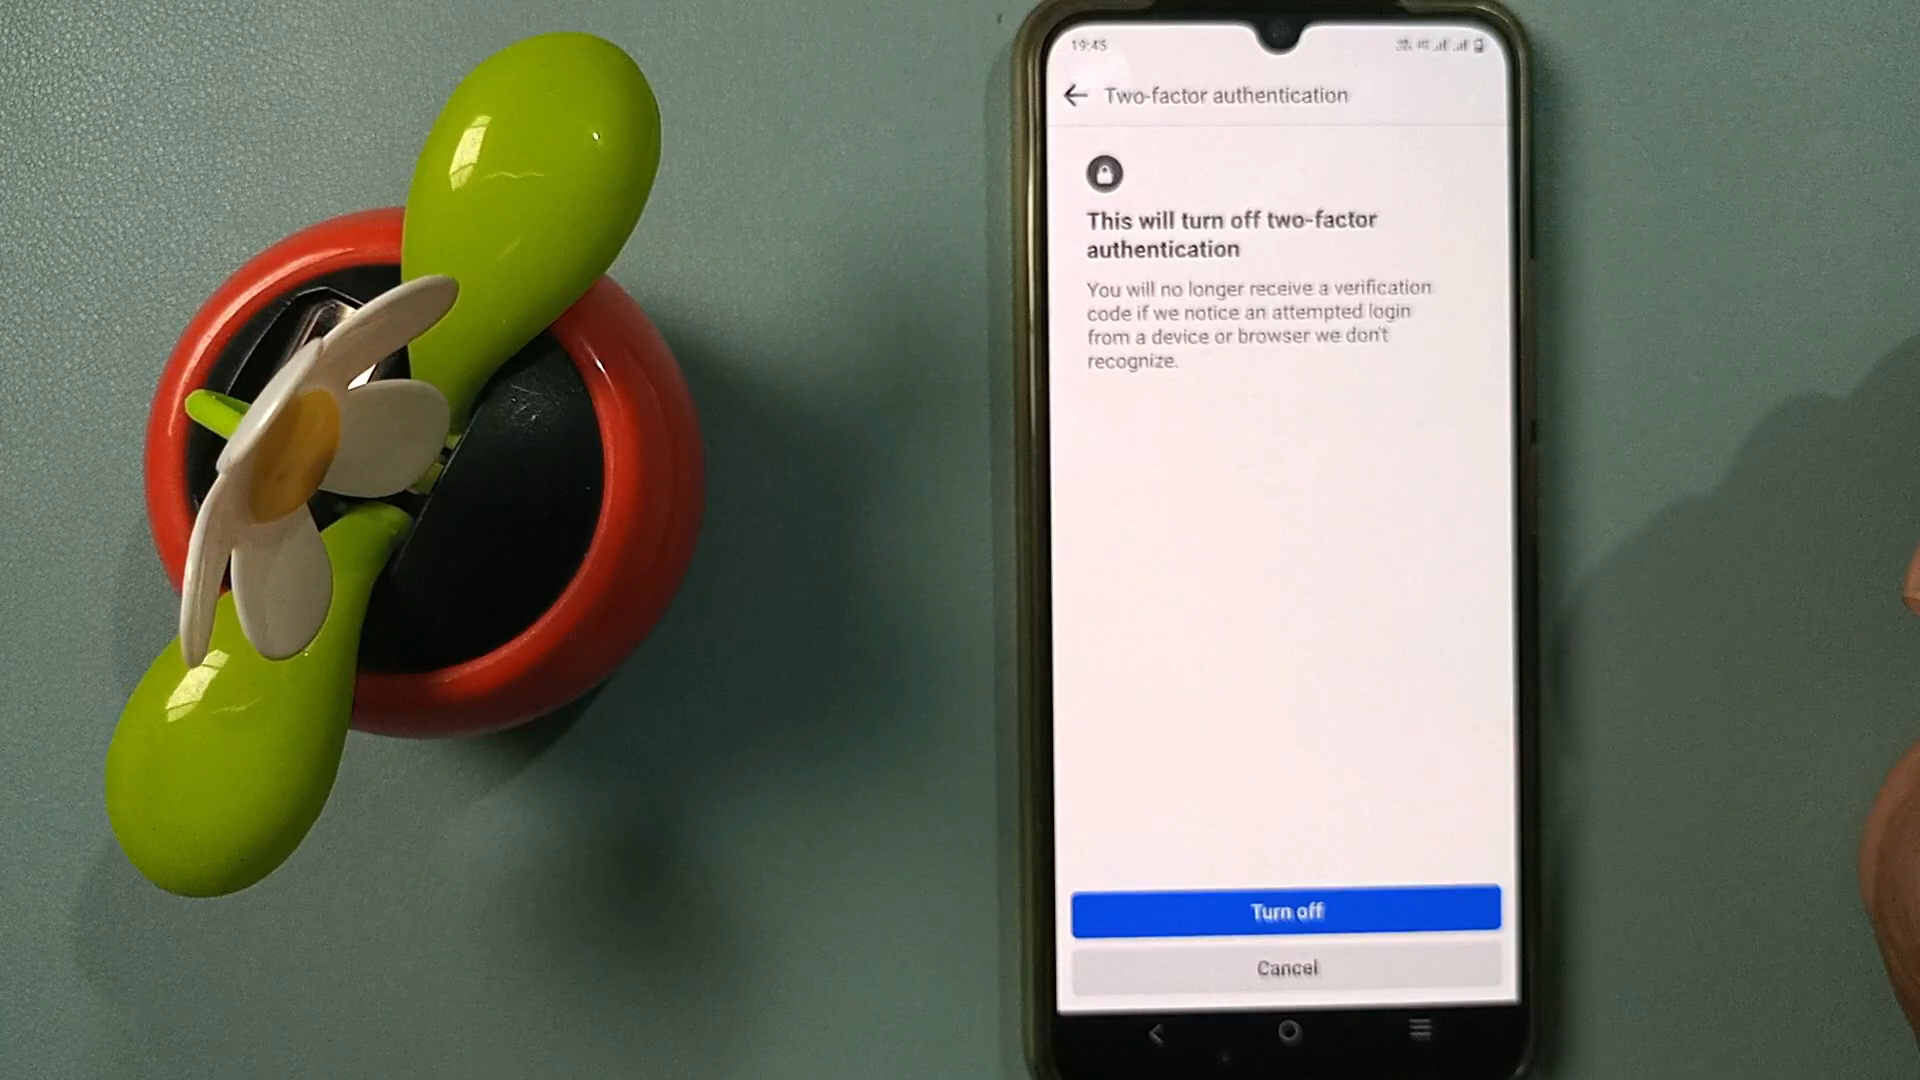 19:45
Two-factor authentication
This will turn off two-factor
authentication
You will no longer receive a verification
code if we notice an attempted login
from a device or browser we don't
recognize.
Turn off
Cancel